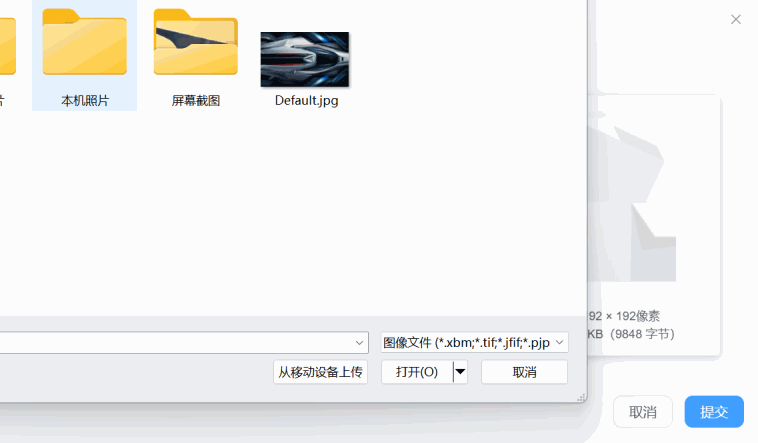 片
本机照片
屏幕截图
Default.jpg
92 × 192像素
KB（9848 字节）
图像文件 (*.xbm;*.tif;*.jfif;*.pjp
从移动设备上传
打开(O)
取消
取消
提交